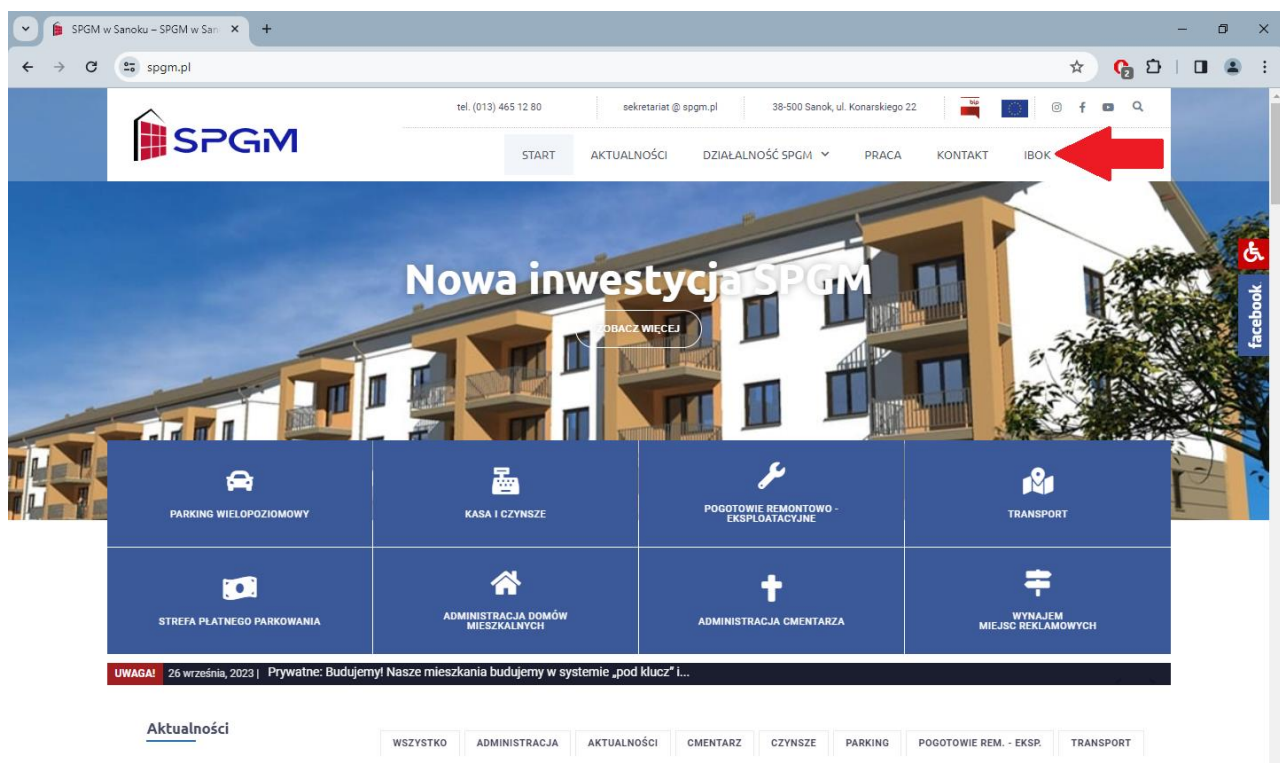 SPGM w Sanoku – SPGM w San
spgm.pl
2
SPGM
tel. (013) 465 12 80
sekretariat @ spgm.pl
38-500 Sanok, ul. Konarskiego 22
bip
START AKTUALNOŚCI DZIAŁALNOŚĆ SPGM PRACA KONTAKT IBOK
Nowa inwestycja SPGM
ZOBACZ WIĘCEJ
facebook
PARKING WIELOPOZIOMOWY
KASA I CZYNSZE
POGOTOWIE REMONTOWO -
EKSPLOATACYJNE
TRANSPORT
STREFA PŁATNEGO PARKOWANIA
ADMINISTRACJA DOMÓW
MIESZKALNYCH
ADMINISTRACJA CMENTARZA
WYNAJEM
MIEJSC REKLAMOWYCH
UWAGA! 26 września, 2023 | Prywatne: Budujemy! Nasze mieszkania budujemy w systemie „pod klucz” i...
Aktualności
WSZYSTKO ADMINISTRACJA AKTUALNOŚCI CMENTARZ CZYNSZE PARKING POGOTOWIE REM. - EKSP. TRANSPORT